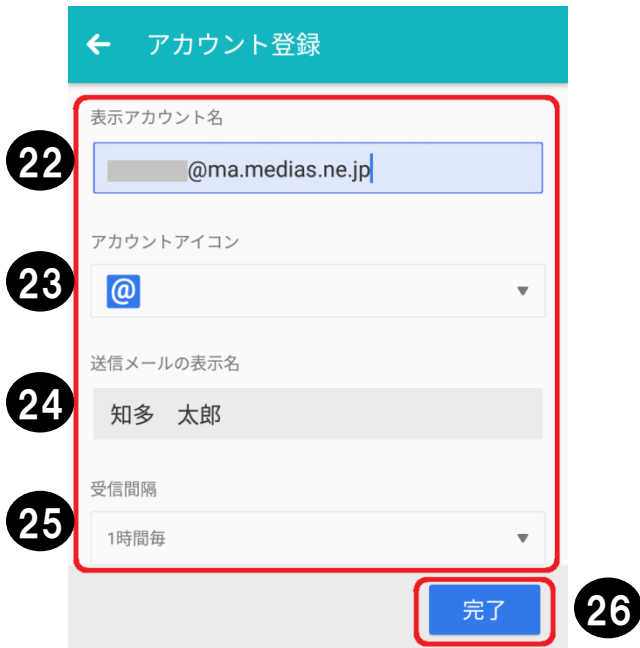 ← アカウント登録
表示アカウント名
22
@ma.medias.ne.jp
アカウントアイコン
23
@
送信メールの表示名
24
知多　太郎
受信間隔
25
1時間毎
完了
26